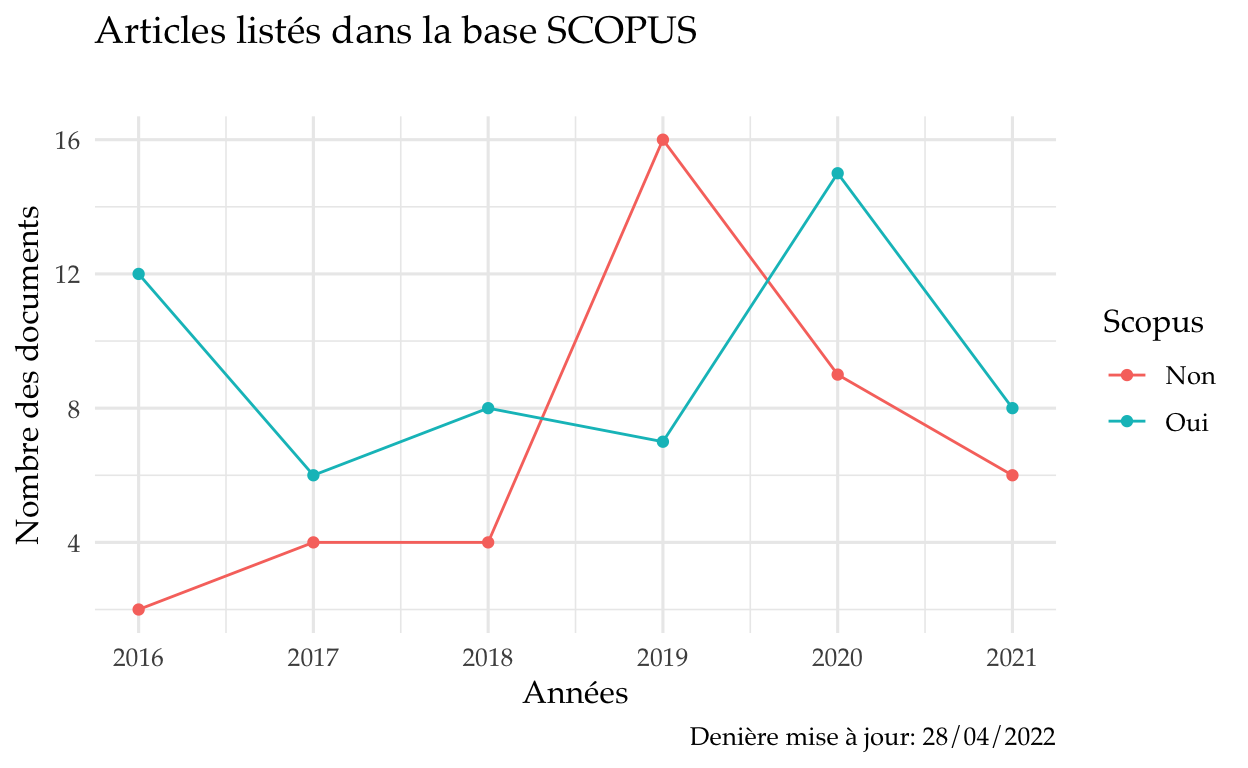 Articles listés dans la base SCOPUS
16
12
8
4
Nombre des documents
2016 2017 2018 2019 2020 2021
Années
Scopus
Non
Oui
Denière mise à jour: 28/04/2022